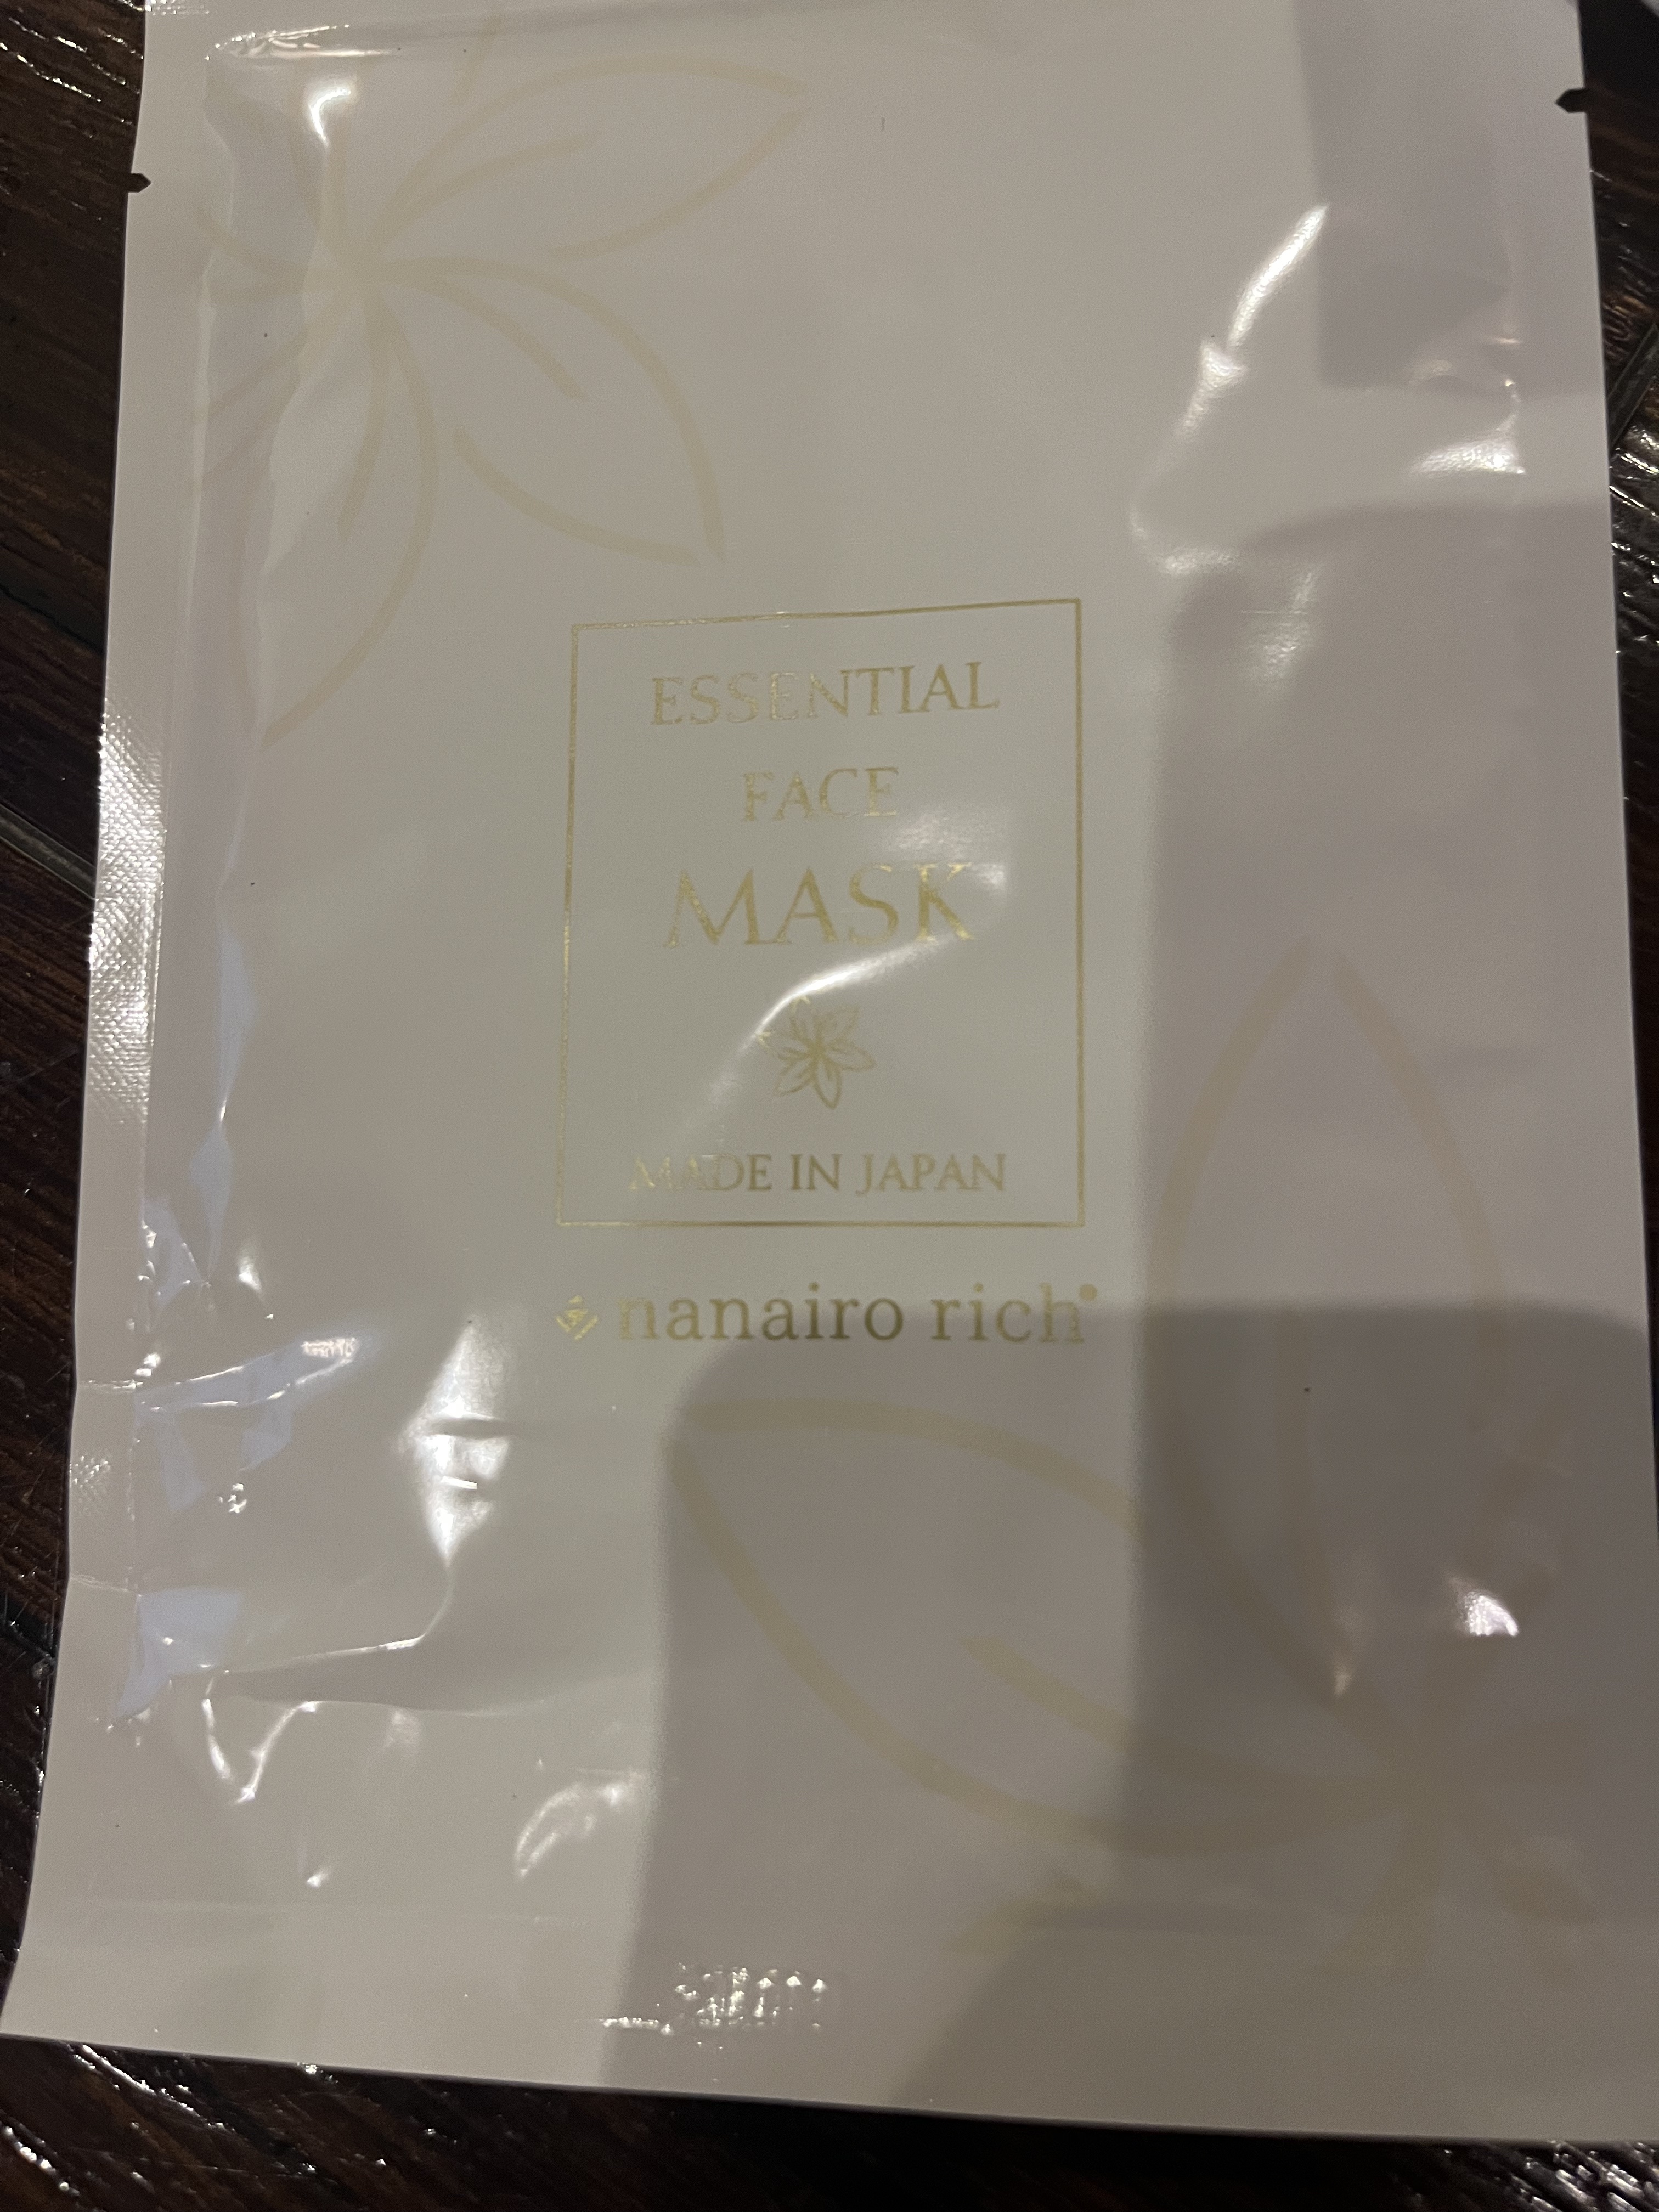 ESSENTIAL
FACE
MASK
MADE IN JAPAN
nanairo rich